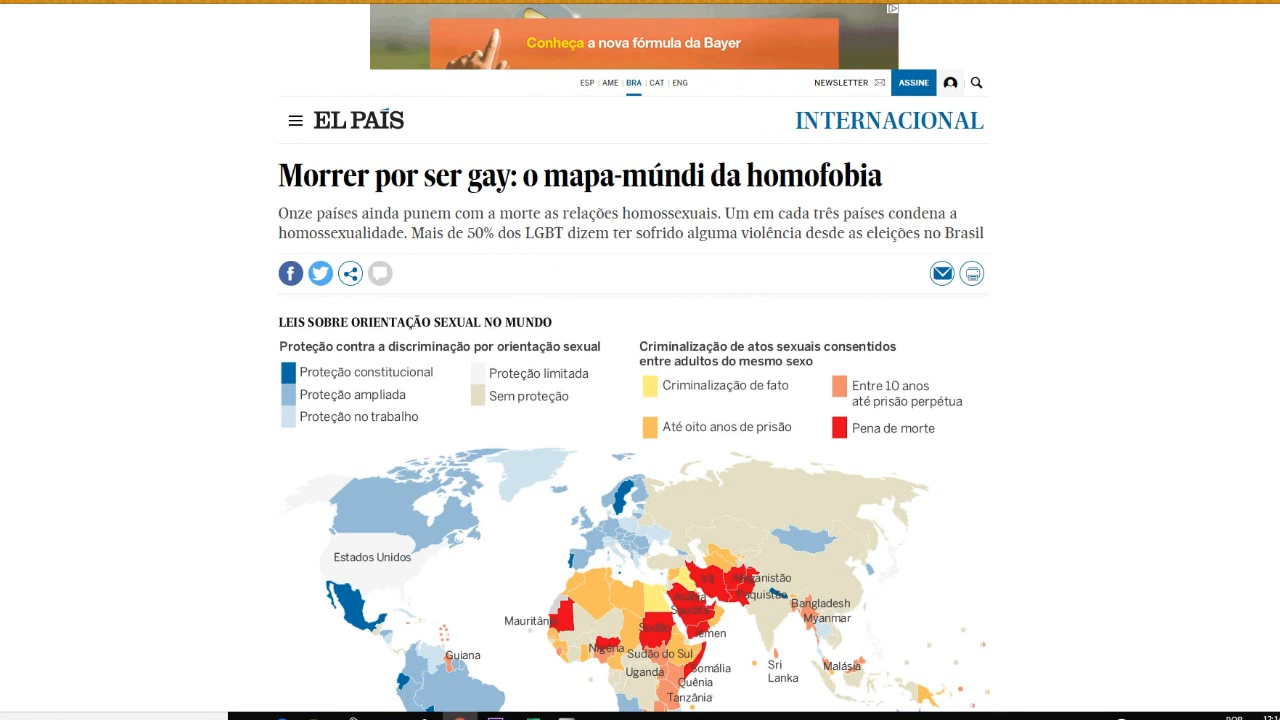 Conheça a nova fórmula da Bayer
ESP | AME | BRA | CAT | ENG
NEWSLETTER
ASSINE
EL PAÍS
INTERNACIONAL
Morrer por ser gay: o mapa-múndi da homofobia
Onze países ainda punem com a morte as relações homossexuais. Um em cada três países condena a
homossexualidade. Mais de 50% dos LGBT dizem ter sofrido alguma violência desde as eleições no Brasil
LEIS SOBRE ORIENTAÇÃO SEXUAL NO MUNDO
Proteção contra a discriminação por orientação sexual
Proteção constitucional
Proteção ampliada
Proteção no trabalho
Proteção limitada
Sem proteção
Criminalização de atos sexuais consentidos
entre adultos do mesmo sexo
Criminalização de fato
Até oito anos de prisão
Entre 10 anos
até prisão perpétua
Pena de morte
Estados Unidos
Irã
Afeganistão
Paquistão
Arábia
Saudita
Bangladesh
Myanmar
Mauritânia
Sudão
Iemen
Nigéria
Sudão do Sul
Guiana
Uganda
Somália
Quênia
Tanzânia
Sri
Lanka
Malásia
POR